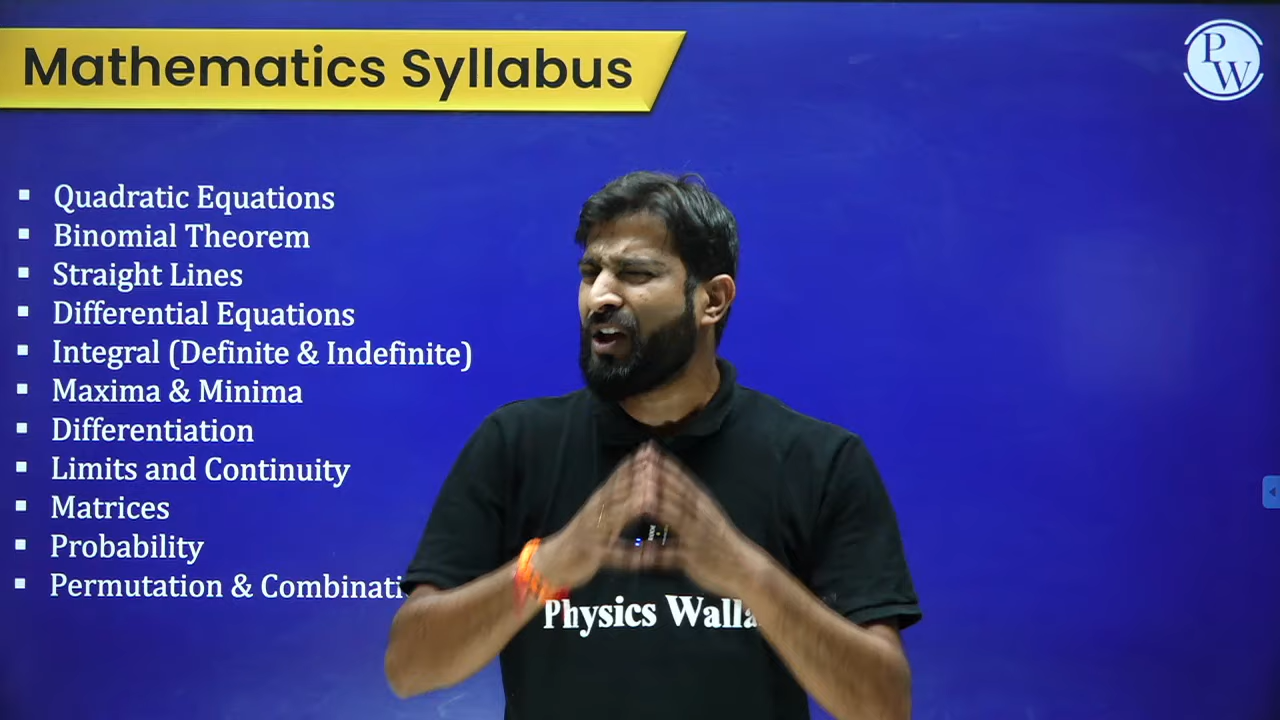 Mathematics Syllabus
PW
Quadratic Equations
Binomial Theorem
Straight Lines
Differential Equations
Integral (Definite & Indefinite)
Maxima & Minima
Differentiation
Limits and Continuity
Matrices
Probability
Permutation & Combinati
Physics Walla